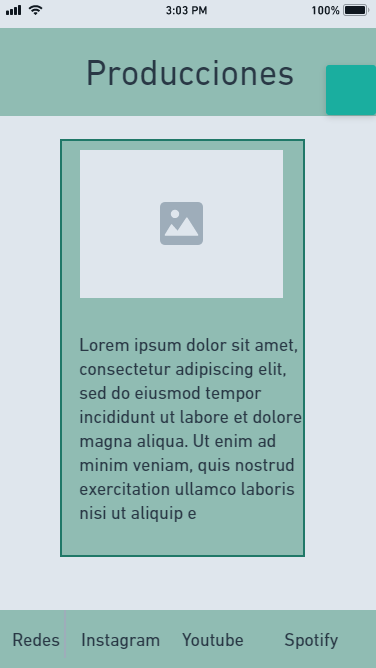 3:03 PM
100%
Producciones
Lorem ipsum dolor sit amet,
consectetur adipiscing elit,
sed do eiusmod tempor
incididunt ut labore et dolore
magna aliqua. Ut enim ad
minim veniam, quis nostrud
exercitation ullamco laboris
nisi ut aliquip e
Redes Instagram Youtube Spotify